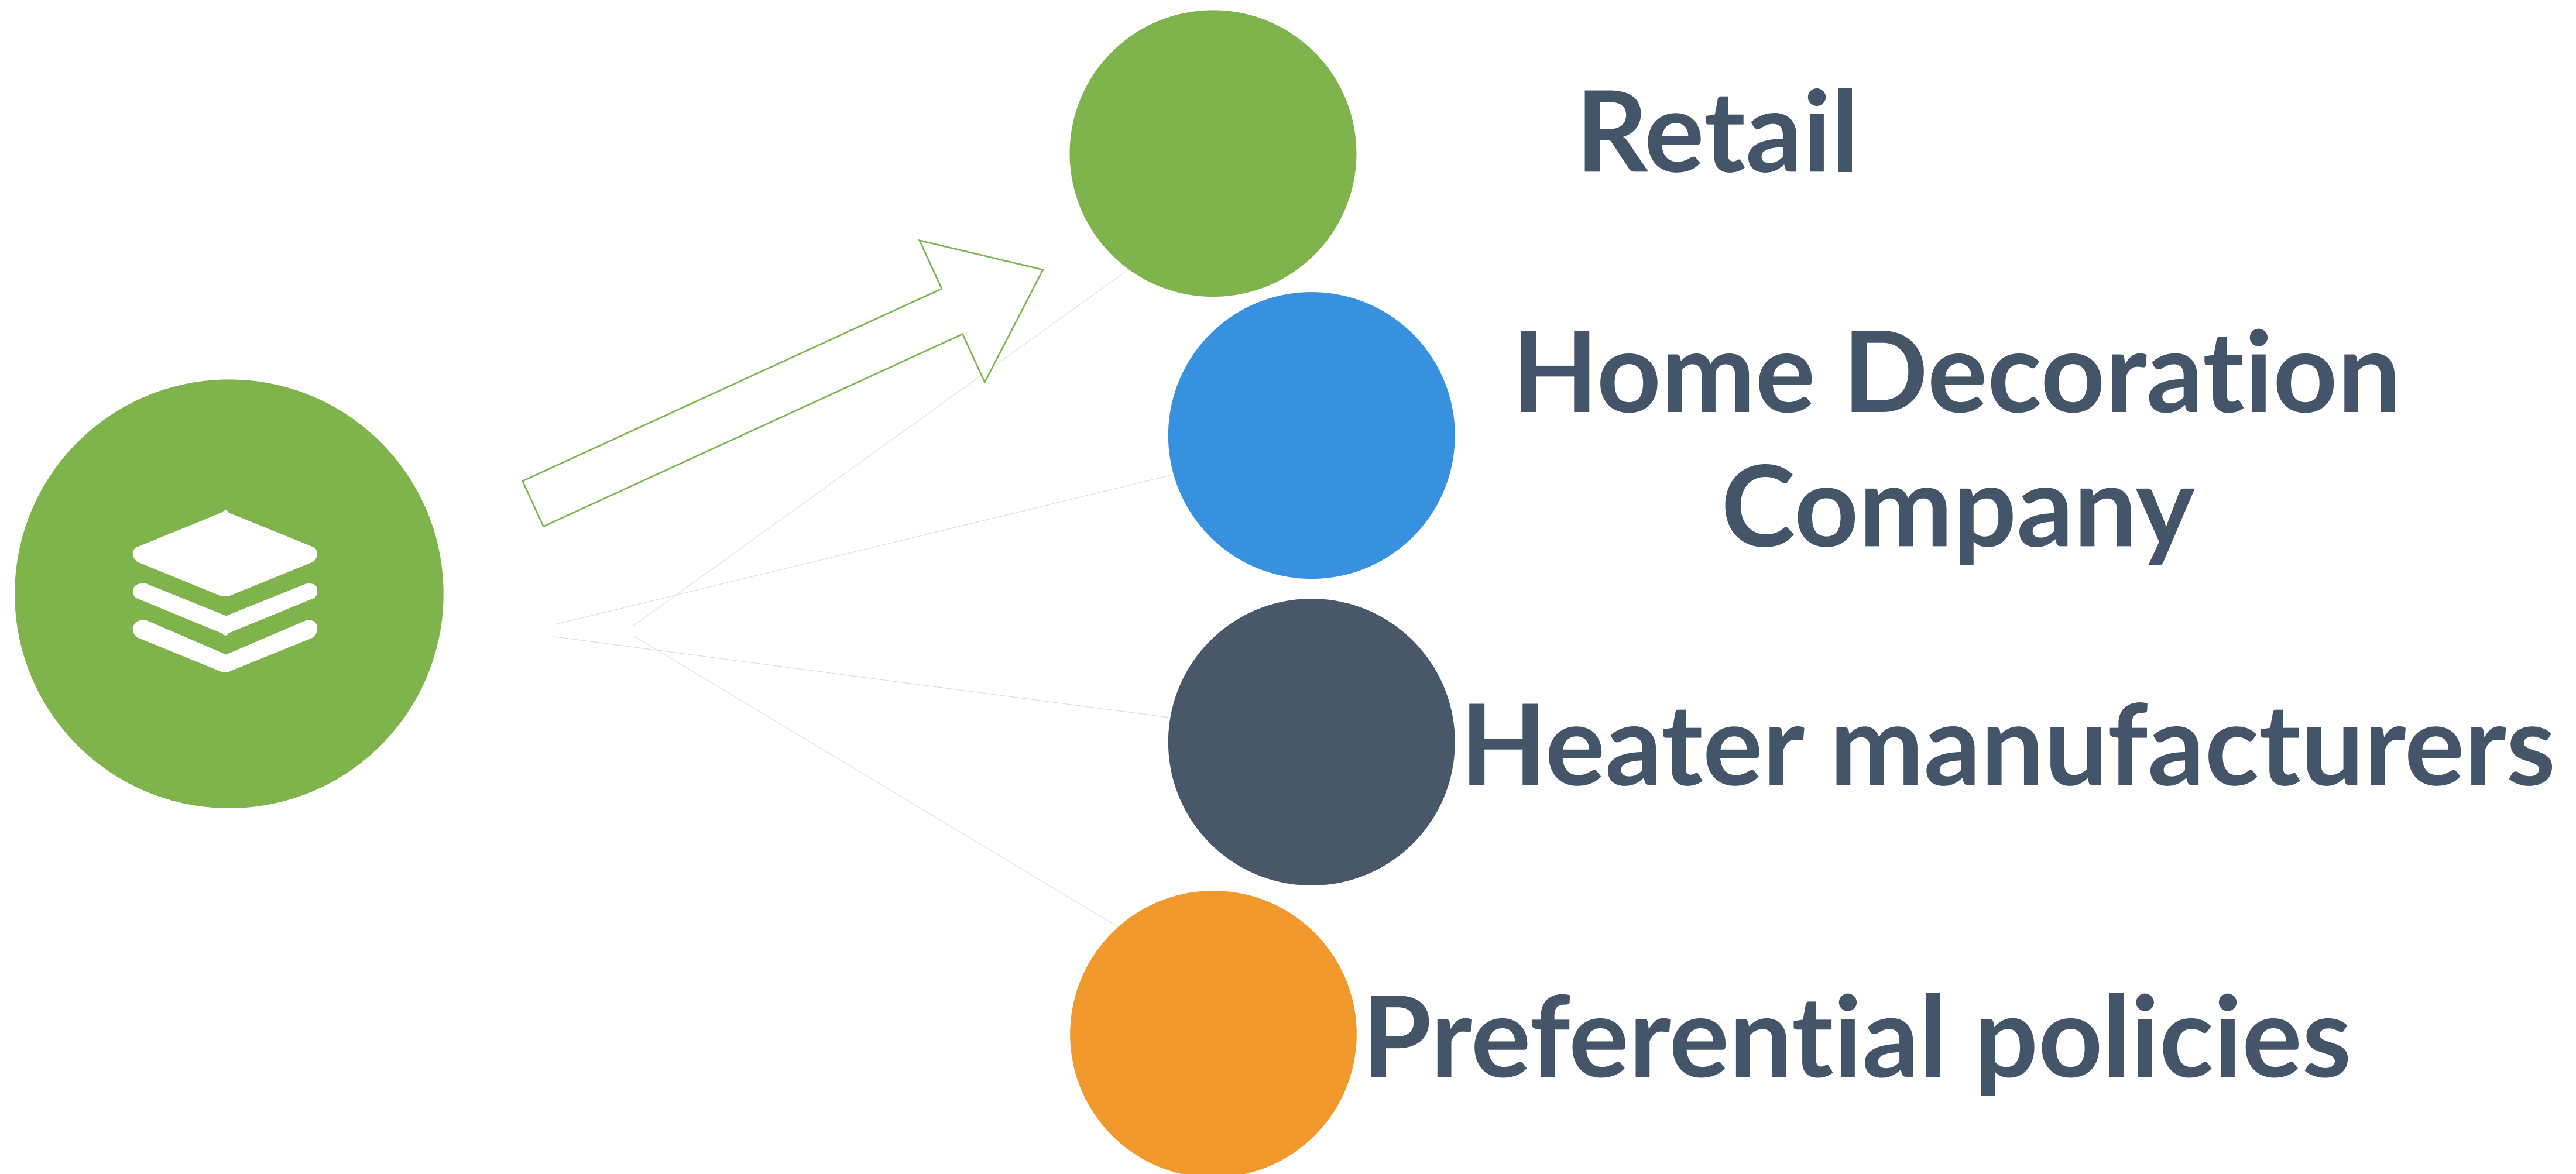 Retail
Home Decoration
Company
Heater manufacturers
Preferential policies